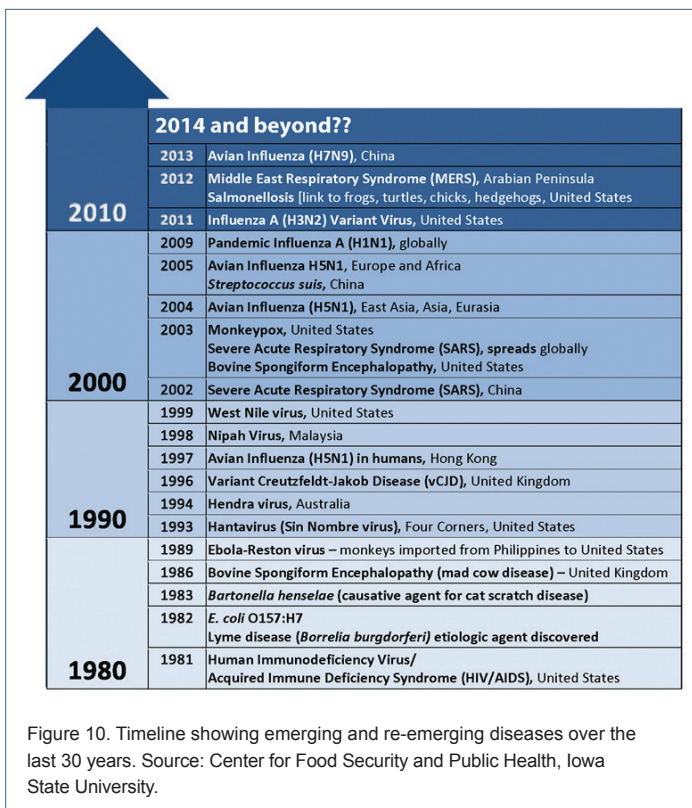 2014 and beyond??
2013 Avian Influenza (H7N9), China
2012 Middle East Respiratory Syndrome (MERS), Arabian Peninsula
Salmonellosis [link to frogs, turtles, chicks, hedgehogs, United States
2010
2011 Influenza A (H3N2) Variant Virus, United States
2009 Pandemic Influenza A (H1N1), globally
2005 Avian Influenza H5N1, Europe and Africa
Streptococcus suis, China
2004 Avian Influenza (H5N1), East Asia, Asia, Eurasia
2003 Monkeypox, United States
Severe Acute Respiratory Syndrome (SARS), spreads globally
Bovine Spongiform Encephalopathy, United States
2000
2002 Severe Acute Respiratory Syndrome (SARS), China
1999 West Nile virus, United States
1998 Nipah Virus, Malaysia
1997 Avian Influenza (H5N1) in humans, Hong Kong
1996 Variant Creutzfeldt-Jakob Disease (vCJD), United Kingdom
1994 Hendra virus, Australia
1990
1993 Hantavirus (Sin Nombre virus), Four Corners, United States
1989 Ebola-Reston virus – monkeys imported from Philippines to United States
1986 Bovine Spongiform Encephalopathy (mad cow disease) – United Kingdom
1983 Bartonella henselae (causative agent for cat scratch disease)
1982 E. coli O157:H7
Lyme disease (Borrelia burgdorferi) etiologic agent discovered
1981 Human Immunodeficiency Virus/
Acquired Immune Deficiency Syndrome (HIV/AIDS), United States
1980
Figure 10. Timeline showing emerging and re-emerging diseases over the
last 30 years. Source: Center for Food Security and Public Health, Iowa
State University.